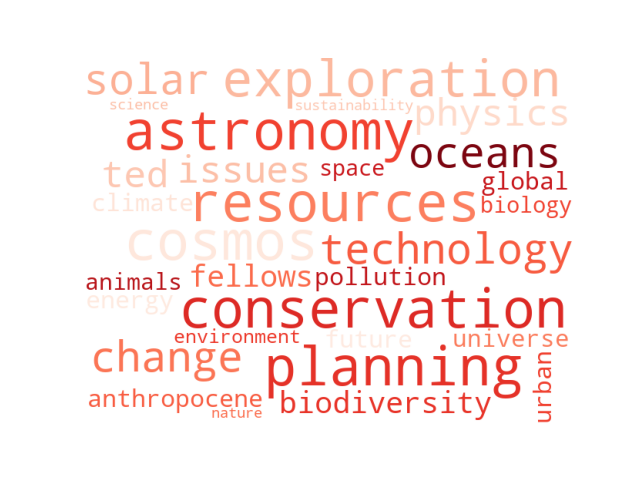 solar exploration
science sustainability physics
astronomy oceans
ted issues space global
climate resources biology
cosmos technology
animals fellows pollution
energy conservation
environment future universe
change planning urban
anthropocene biodiversity
nature